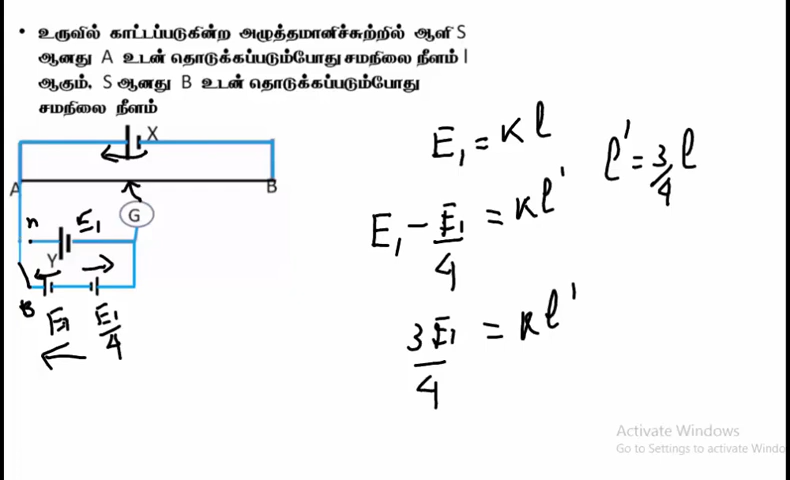 • உருவில் காட்டப்படுகின்ற அழுத்தமானிச்சுற்றில் ஆளி S
ஆனது A உடன் தொடுக்கப்படும்போது சமநிலை நீளம் l
ஆகும். S ஆனது B உடன் தொடுக்கப்படும்போது
சமநிலை நீளம்
X
A
B
G
E₁
Y
E₁/4
E₁ = Kl
l' = 3/4 l
E₁ - E₁/4 = Kl'
3E₁/4 = Kl'
Activate Windows
Go to Settings to activate Windo